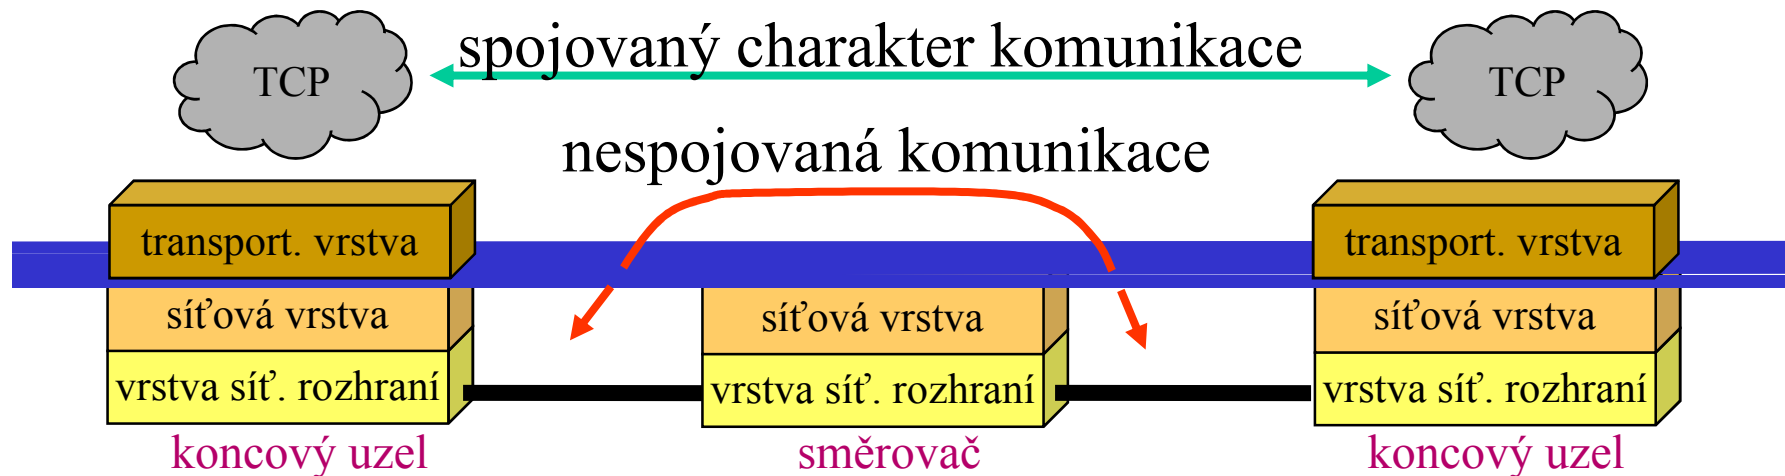 spojovaný charakter komunikace
TCP
TCP
nespojovaná komunikace
transport. vrstva
transport. vrstva
síťová vrstva
síťová vrstva
síťová vrstva
vrstva síť. rozhraní
vrstva síť. rozhraní
vrstva síť. rozhraní
koncový uzel
směrovač
koncový uzel